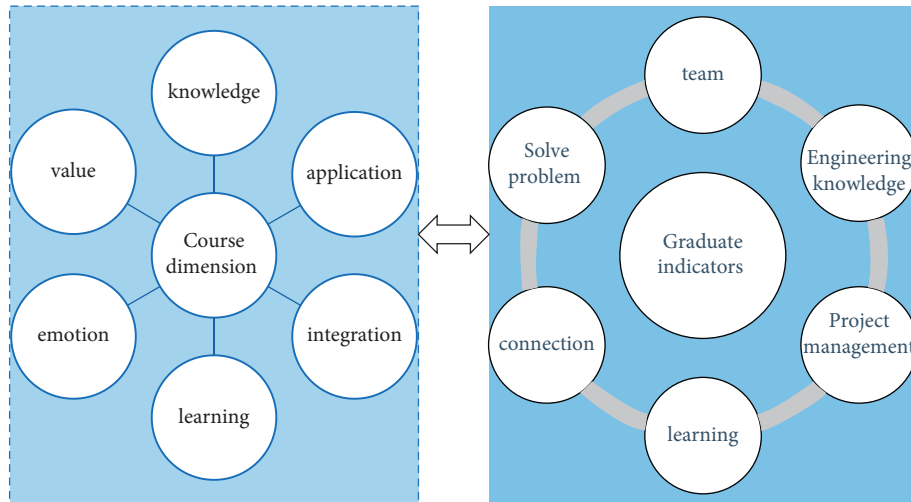 knowledge
value
application
Course
dimension
emotion
integration
learning
team
Solve
problem
Engineering
knowledge
Graduate
indicators
connection
Project
management
learning